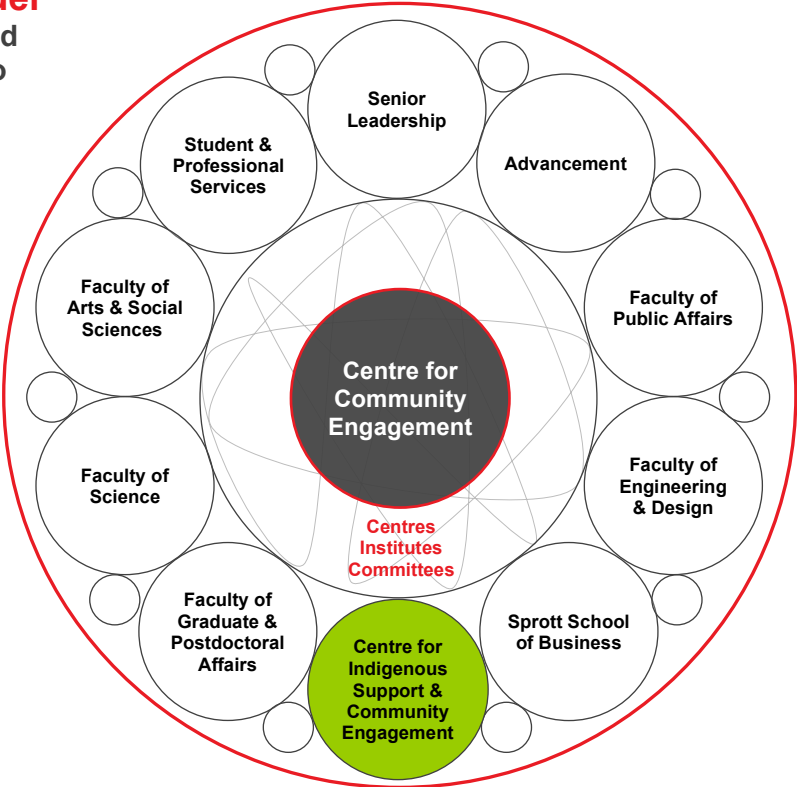 Senior
Leadership
Advancement
Faculty of
Public Affairs
Faculty of
Engineering
& Design
Sprott School
of Business
Centre for
Indigenous
Support &
Community
Engagement
Faculty of
Graduate &
Postdoctoral
Affairs
Faculty of
Science
Faculty of
Arts & Social
Sciences
Student &
Professional
Services
Centre for
Community
Engagement
Centres
Institutes
Committees